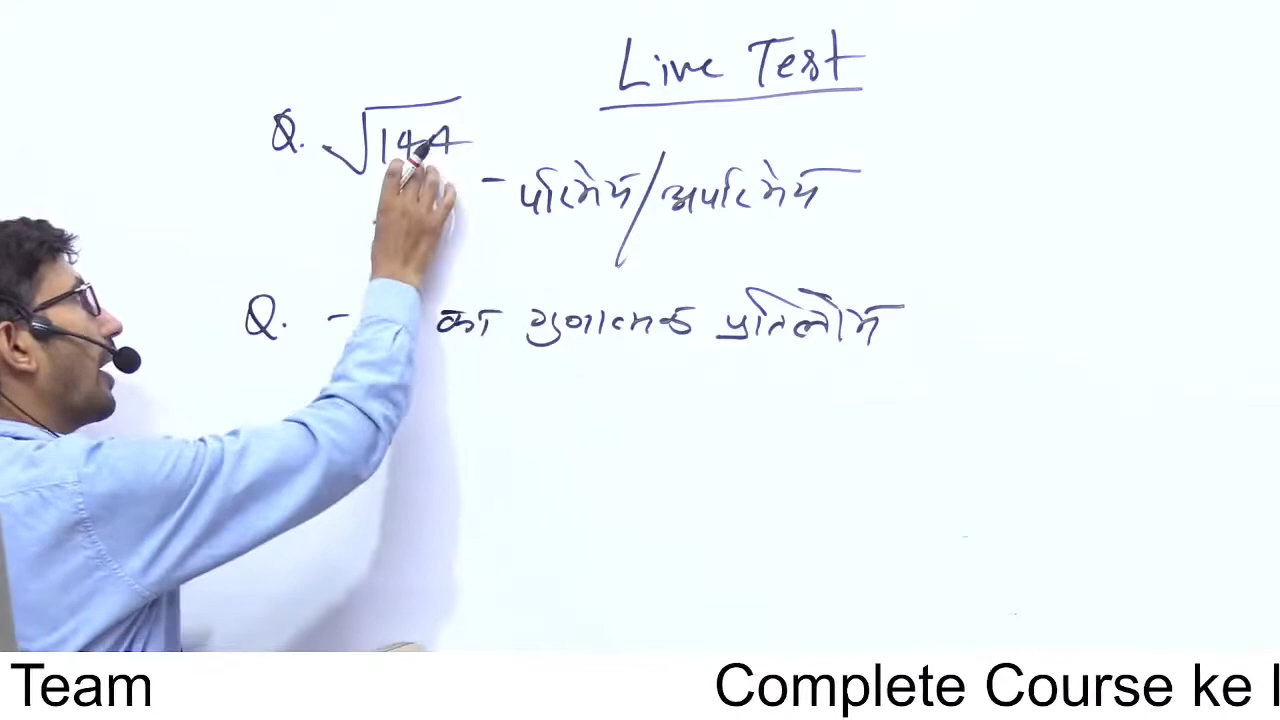 Live Test
Q. √144 - परिमेय/अपरिमेय
Q. - का गुणात्मक प्रतिलोम
Team Complete Course ke